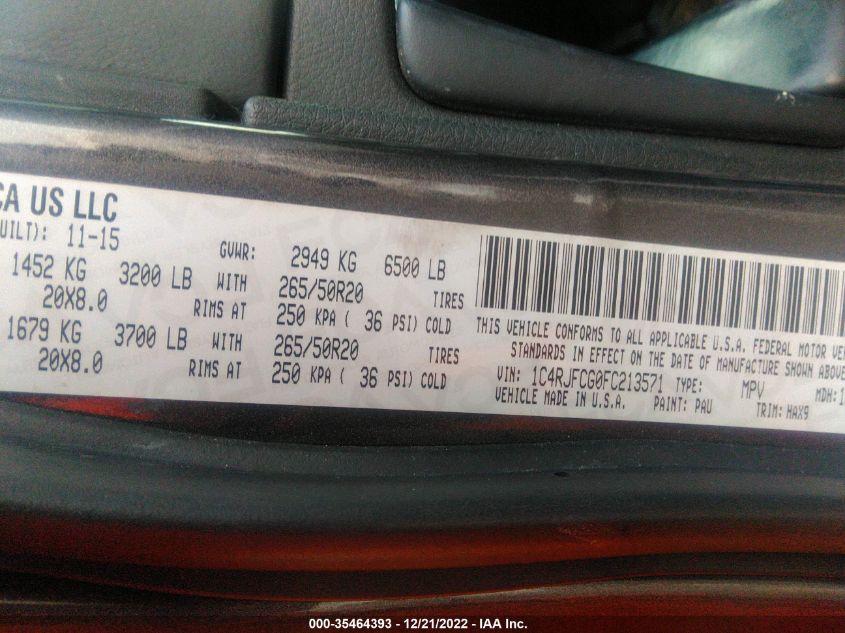 CA US LLC
UILT): 11-15 GVWR: 2949 KG 6500 LB
1452 KG 3200 LB WITH 265/50R20 TIRES
20X8.0 RIMS AT 250 KPA ( 36 PSI) COLD
1679 KG 3700 LB WITH 265/50R20 TIRES
20X8.0 RIMS AT 250 KPA ( 36 PSI) COLD
THIS VEHICLE CONFORMS TO ALL APPLICABLE U.S.A. FEDERAL MOTOR VE
STANDARDS IN EFFECT ON THE DATE OF MANUFACTURE SHOWN ABOVE
VIN: 1C4RJFCG0FC213571 TYPE: MPV MDH:1
VEHICLE MADE IN U.S.A. PAINT: PAU TRIM: HAX9
000-35464393 - 12/21/2022 - IAA Inc.